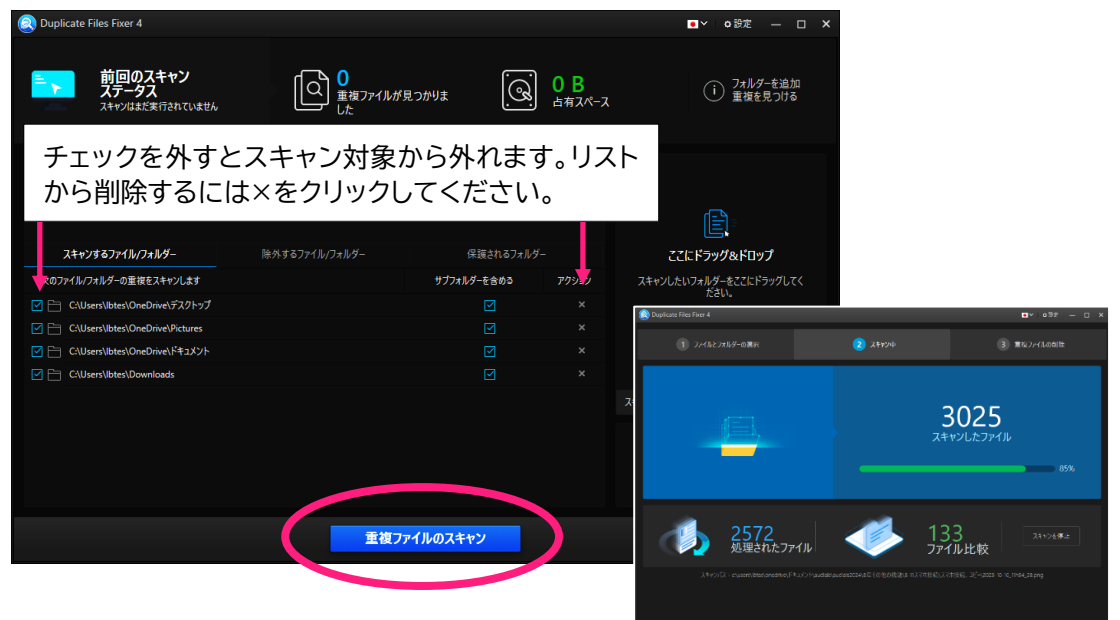 Duplicate Files Fixer 4
設定
前回のスキャン
ステータス
スキャンはまだ実行されていません
0
重複ファイルが見つかりま
した
0 B
占有スペース
フォルダーを追加
重複を見つける
チェックを外すとスキャン対象から外れます。リスト
から削除するには×をクリックしてください。
スキャンするファイル/フォルダー
除外するファイル/フォルダー
保護されるフォルダー
次のファイル/フォルダーの重複をスキャンします
サブフォルダーを含める
アクション
C:\Users\lbtes\OneDrive\デスクトップ
C:\Users\lbtes\OneDrive\Pictures
C:\Users\lbtes\OneDrive\ドキュメント
C:\Users\lbtes\Downloads
ここにドラッグ&ドロップ
スキャンしたいフォルダーをここにドラッグしてく
ださい。
重複ファイルのスキャン
Duplicate Files Fixer 4
設定
1 ファイルとフォルダーの選択
2 スキャン中
3 重複ファイルの削除
3025
スキャンしたファイル
85%
2572
処理されたファイル
133
ファイル比較
スキャンを停止